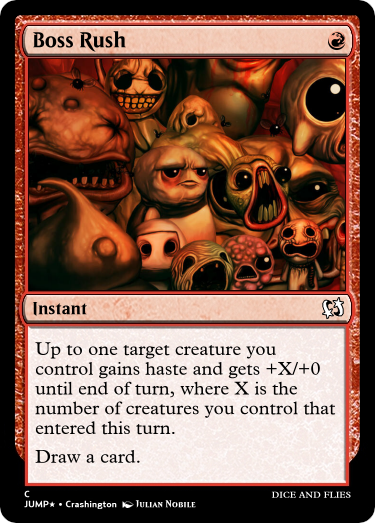 Boss Rush
Instant
Up to one target creature you
control gains haste and gets +X/+0
until end of turn, where X is the
number of creatures you control that
entered this turn.
Draw a card.
C
JUMP★ • Crashington Julian Nobile
DICE AND FLIES